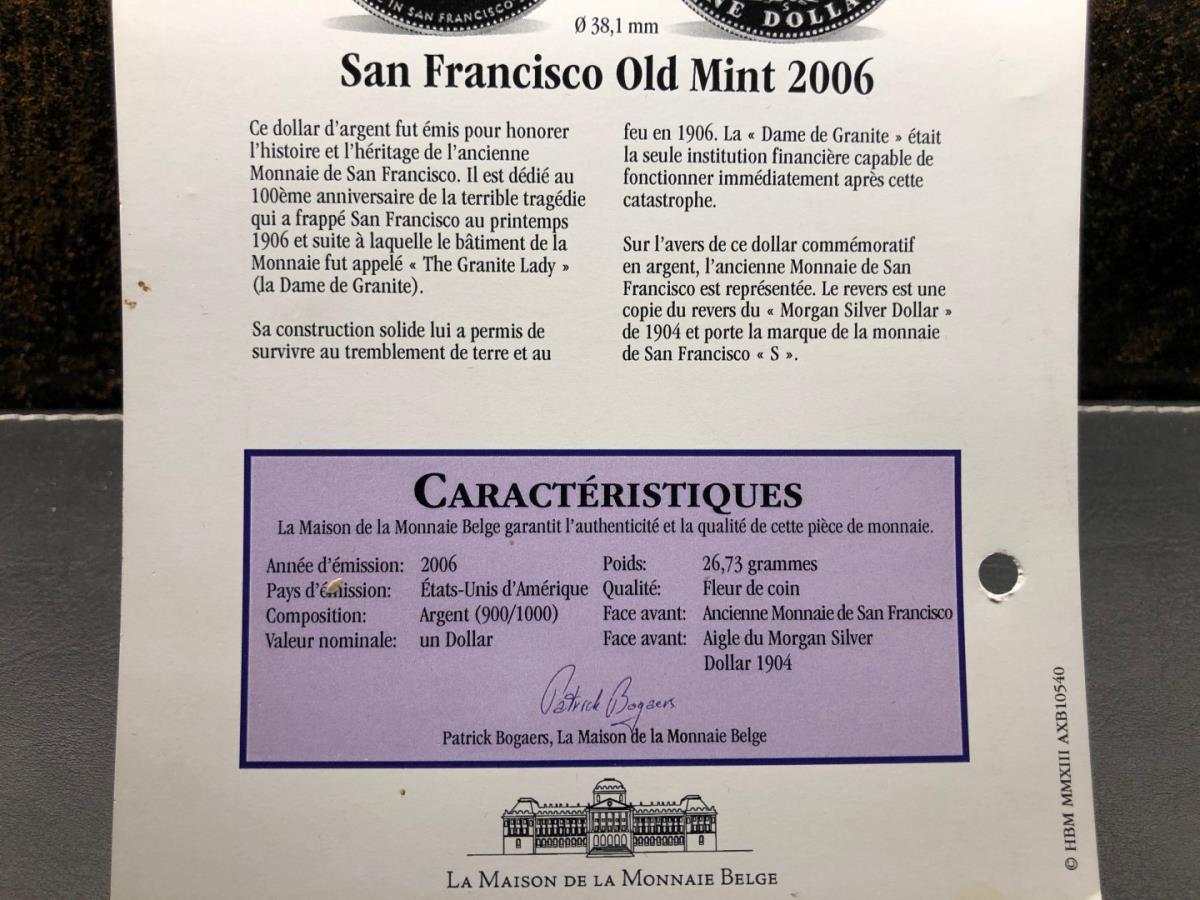 IN SAN FRANCISCO
NE DOLLA
S
Ø 38,1 mm
San Francisco Old Mint 2006
Ce dollar d'argent fut émis pour honorer
l'histoire et l'héritage de l'ancienne
Monnaie de San Francisco. Il est dédié au
100ème anniversaire de la terrible tragédie
qui a frappé San Francisco au printemps
1906 et suite à laquelle le bâtiment de la
Monnaie fut appelé « The Granite Lady »
(la Dame de Granite).
Sa construction solide lui a permis de
survivre au tremblement de terre et au
feu en 1906. La « Dame de Granite » était
la seule institution financière capable de
fonctionner immédiatement après cette
catastrophe.
Sur l'avers de ce dollar commémoratif
en argent, l'ancienne Monnaie de San
Francisco est représentée. Le revers est une
copie du revers du « Morgan Silver Dollar »
de 1904 et porte la marque de la monnaie
de San Francisco « S ».
CARACTÉRISTIQUES
La Maison de la Monnaie Belge garantit l'authenticité et la qualité de cette pièce de monnaie.
Année d'émission: 2006
Pays d'émission: États-Unis d'Amérique
Composition: Argent (900/1000)
Valeur nominale: un Dollar
Poids: 26,73 grammes
Qualité: Fleur de coin
Face avant: Ancienne Monnaie de San Francisco
Face avant: Aigle du Morgan Silver
Dollar 1904
Patrick Bogaers
Patrick Bogaers, La Maison de la Monnaie Belge
LA MAISON DE LA MONNAIE BELGE
© HBM MMXIII AXB10540